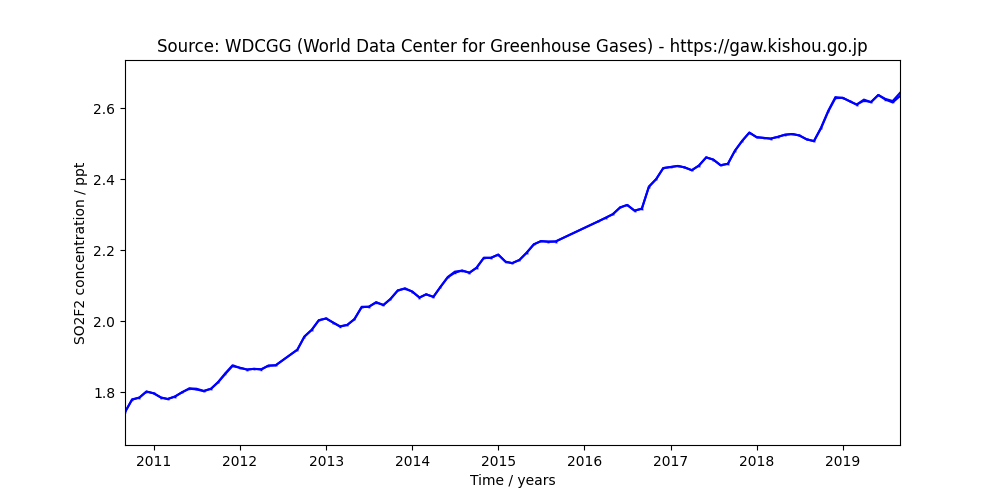 Source: WDCGG (World Data Center for Greenhouse Gases) - https://gaw.kishou.go.jp
SO2F2 concentration / ppt
2.6
2.4
2.2
2.0
1.8
2011 2012 2013 2014 2015 2016 2017 2018 2019
Time / years